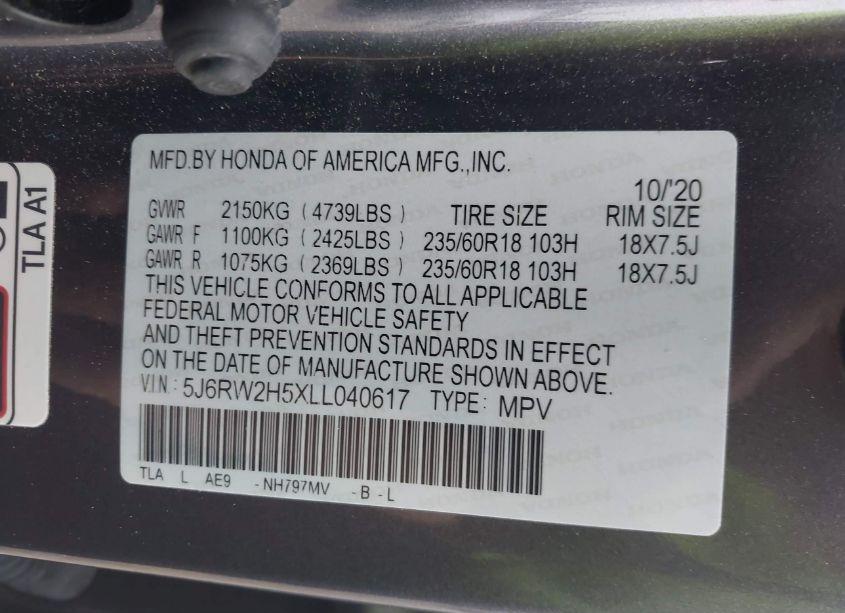 MFD.BY HONDA OF AMERICA MFG.,INC.
10/'20
GVWR 2150KG (4739LBS) TIRE SIZE RIM SIZE
GAWR F 1100KG (2425LBS) 235/60R18 103H 18X7.5J
GAWR R 1075KG (2369LBS) 235/60R18 103H 18X7.5J
THIS VEHICLE CONFORMS TO ALL APPLICABLE
FEDERAL MOTOR VEHICLE SAFETY
AND THEFT PREVENTION STANDARDS IN EFFECT
ON THE DATE OF MANUFACTURE SHOWN ABOVE.
VIN: 5J6RW2H5XLL040617 TYPE: MPV
TLA L AE9 -NH797MV -B-L
TLA A1